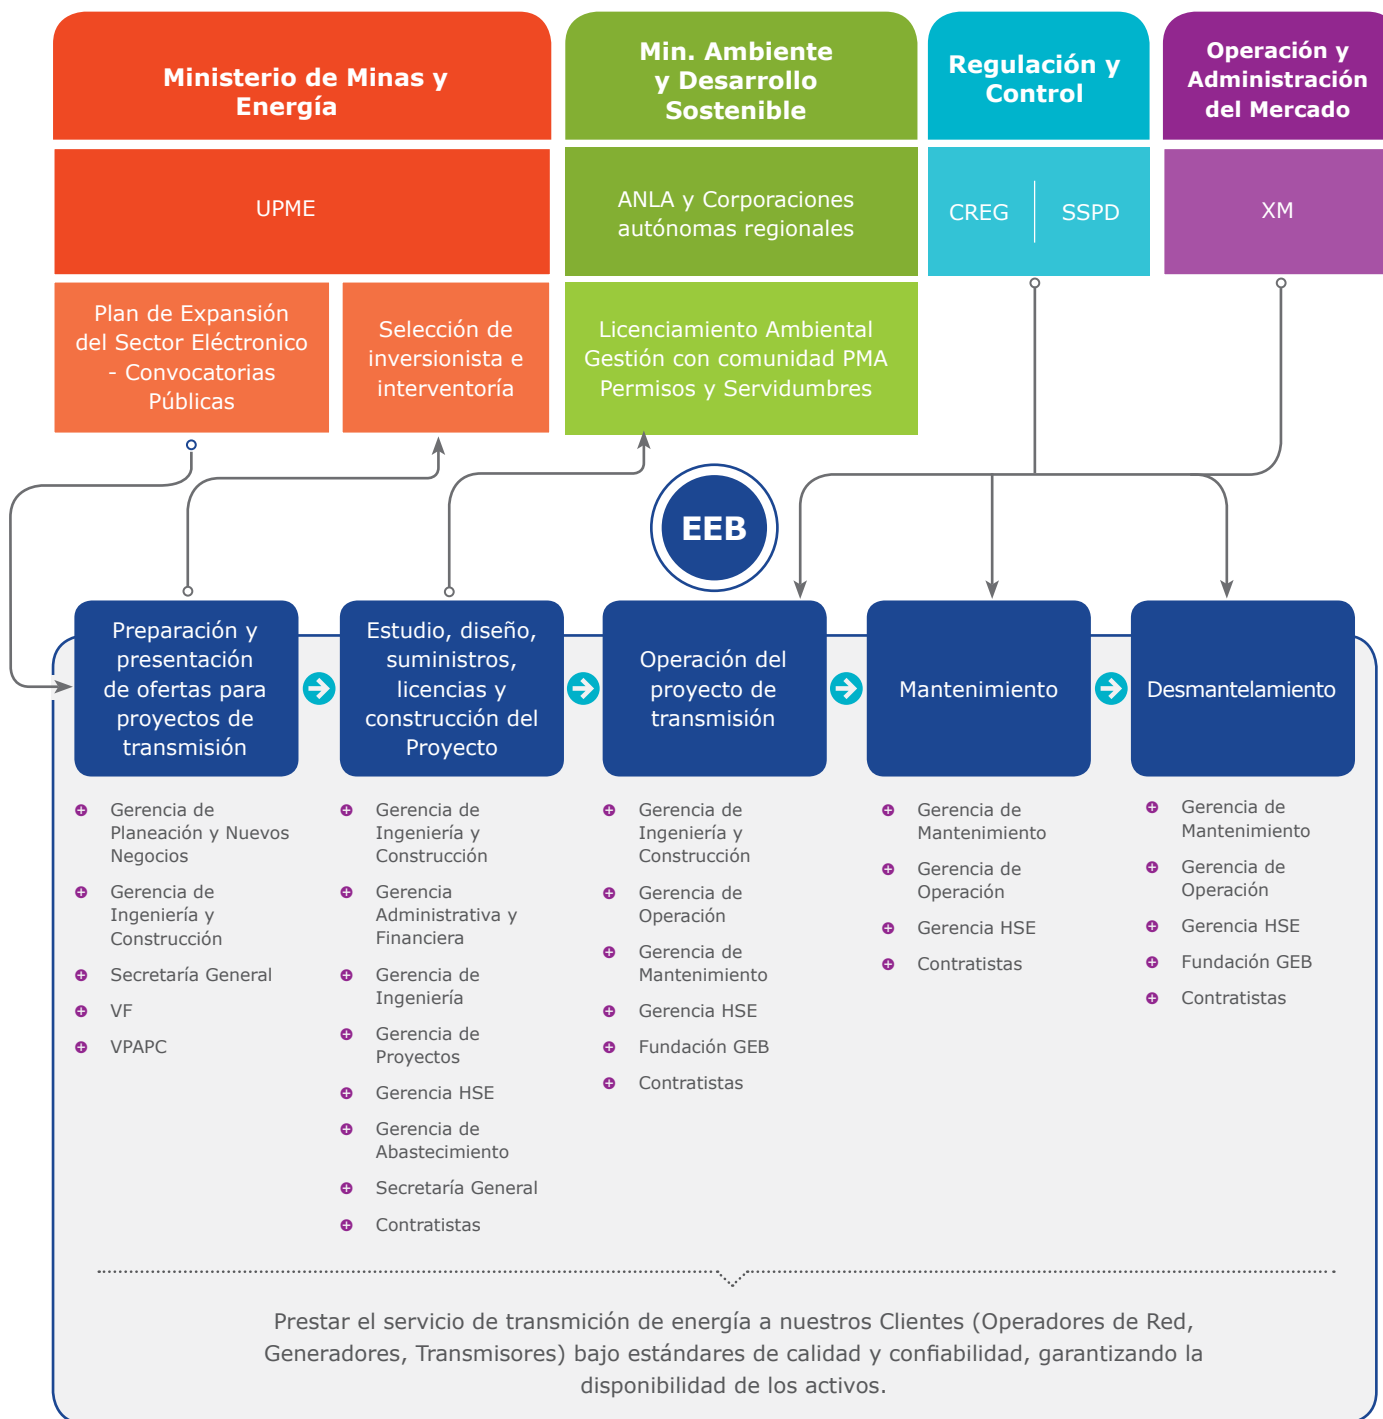 Ministerio de Minas y
Energía
Min. Ambiente
y Desarrollo
Sostenible
Regulación y
Control
Operación y
Administración
del Mercado
UPME
ANLA y Corporaciones
autónomas regionales
CREG
SSPD
XM
Plan de Expansión
del Sector Eléctronico
- Convocatorias
Públicas
Selección de
inversionista e
interventoría
Licenciamiento Ambiental
Gestión con comunidad PMA
Permisos y Servidumbres
EEB
Preparación y
presentación
de ofertas para
proyectos de
transmisión
Estudio, diseño,
suministros,
licencias y
construcción del
Proyecto
Operación del
proyecto de
transmisión
Mantenimiento
Desmantelamiento
Gerencia de
Planeación y Nuevos
Negocios
Gerencia de
Ingeniería y
Construcción
Secretaría General
VF
VPAPC
Gerencia de
Ingeniería y
Construcción
Gerencia
Administrativa y
Financiera
Gerencia de
Ingeniería
Gerencia de
Proyectos
Gerencia HSE
Gerencia de
Abastecimiento
Secretaría General
Contratistas
Gerencia de
Ingeniería y
Construcción
Gerencia de
Operación
Gerencia de
Mantenimiento
Gerencia HSE
Fundación GEB
Contratistas
Gerencia de
Mantenimiento
Gerencia de
Operación
Gerencia HSE
Contratistas
Gerencia de
Mantenimiento
Gerencia de
Operación
Gerencia HSE
Fundación GEB
Contratistas
Prestar el servicio de transmición de energía a nuestros Clientes (Operadores de Red,
Generadores, Transmisores) bajo estándares de calidad y confiabilidad, garantizando la
disponibilidad de los activos.